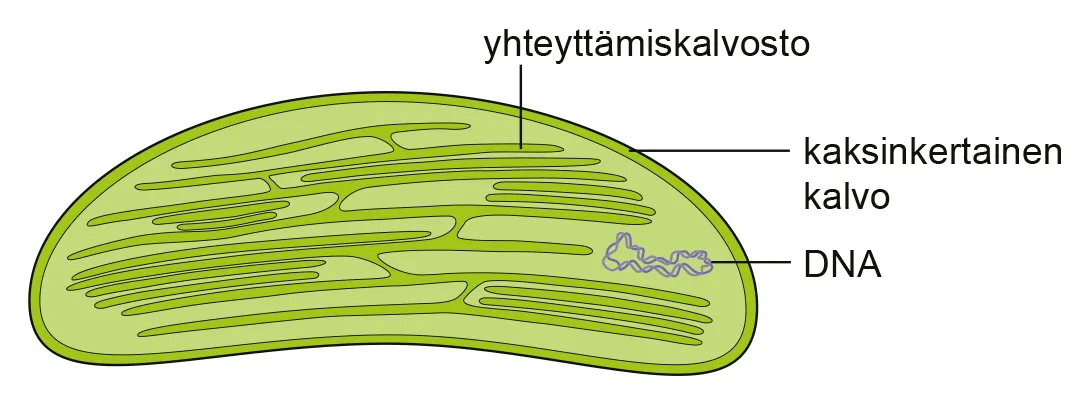 yhteyttämiskalvosto
kaksinkertainen
kalvo
DNA